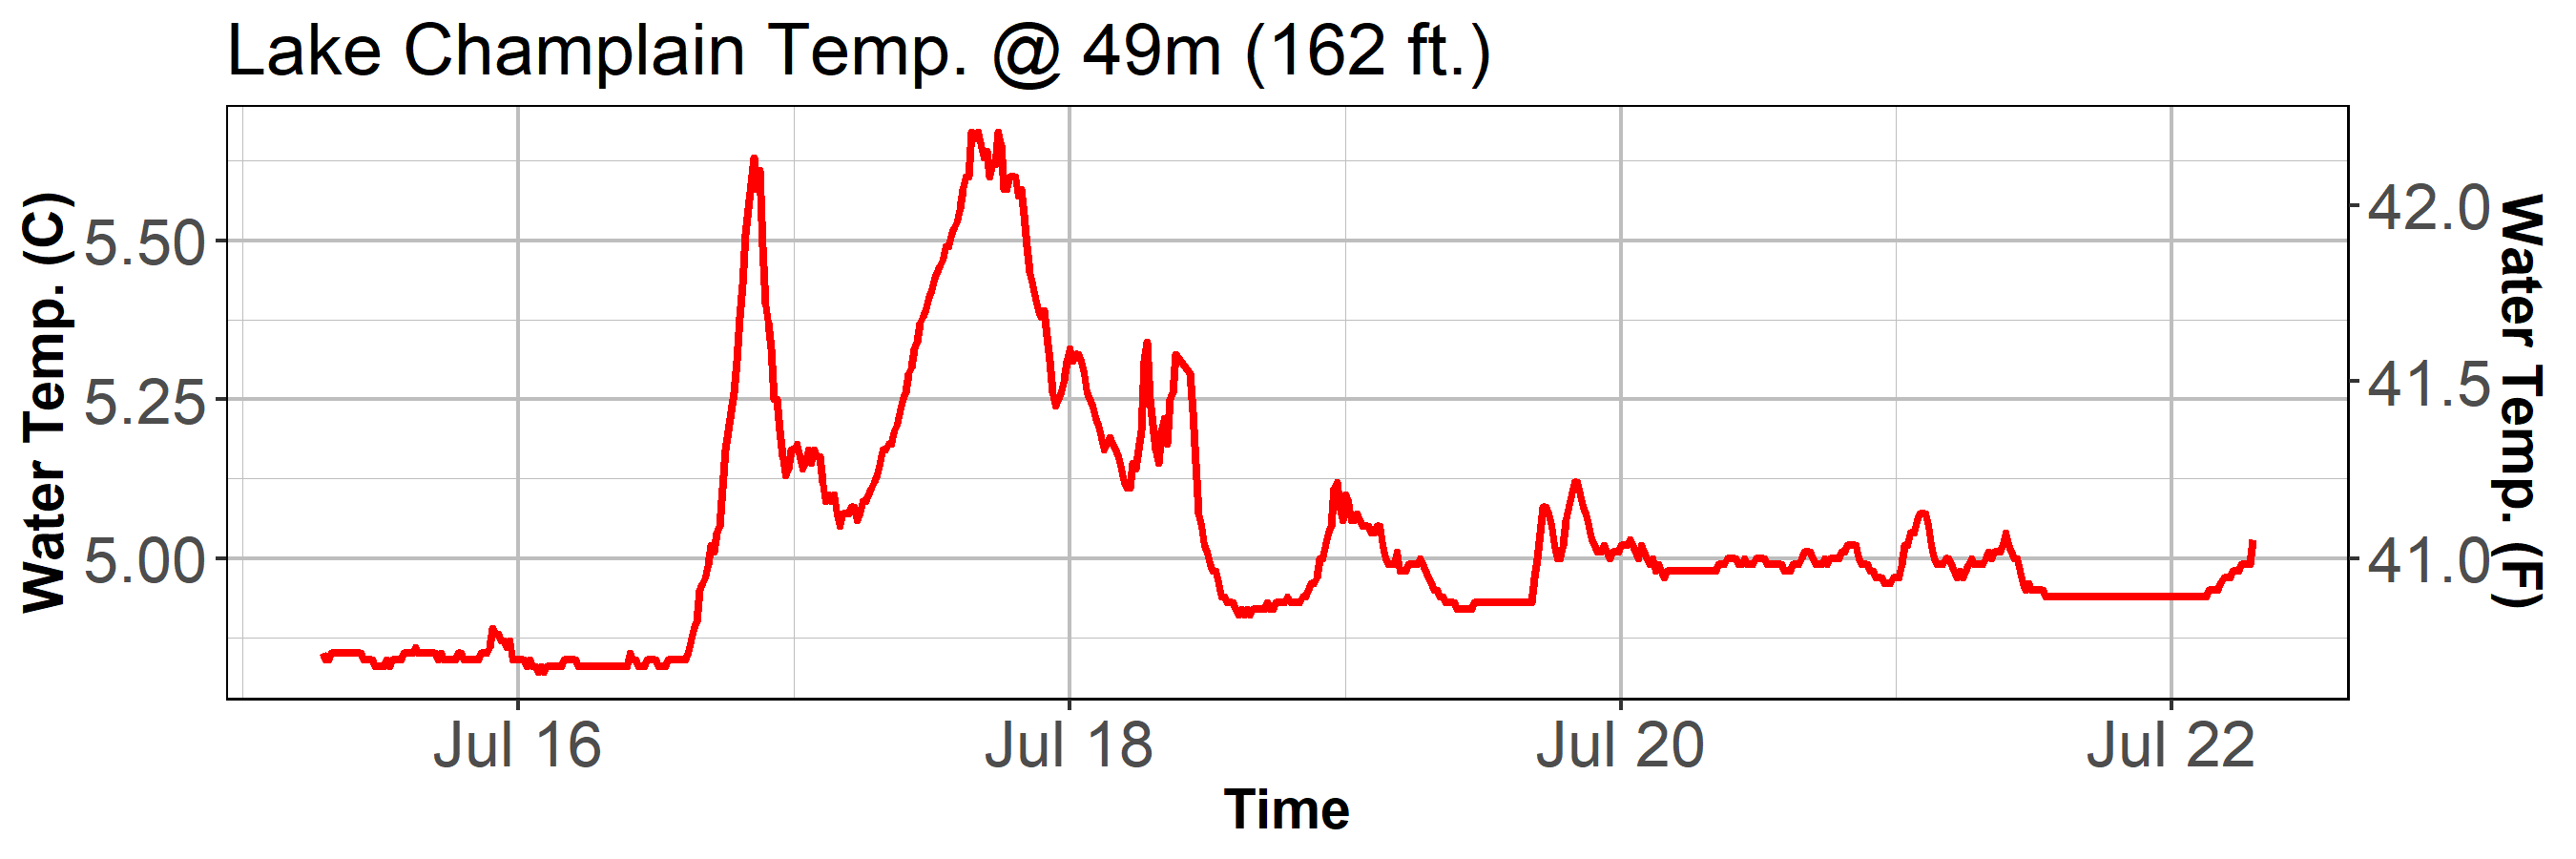 Lake Champlain Temp. @ 49m (162 ft.)
Water Temp. (C)
5.50
5.25
5.00
42.0
41.5
41.0
Water Temp. (F)
Jul 16
Jul 18
Jul 20
Jul 22
Time